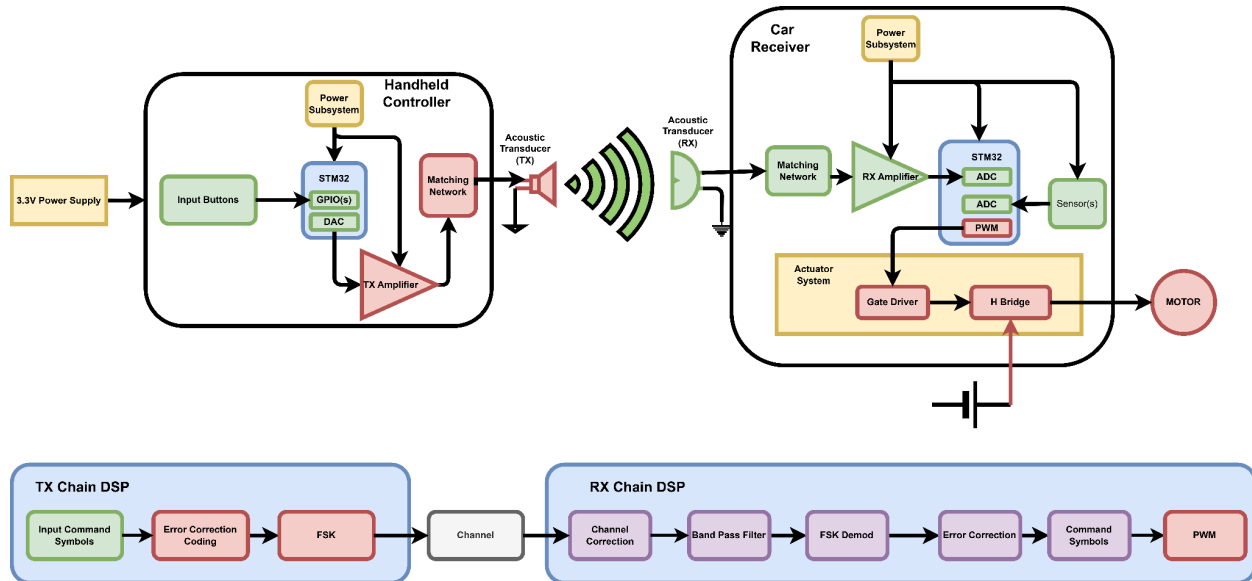 Handheld
Controller
Power
Subsystem
3.3V Power Supply
Input Buttons
STM32
GPIO(s)
DAC
TX Amplifier
Matching
Network
Acoustic
Transducer
(TX)
Acoustic
Transducer
(RX)
Car
Receiver
Power
Subsystem
Matching
Network
RX Amplifier
STM32
ADC
ADC
PWM
Sensor(s)
Actuator
System
Gate Driver
H Bridge
MOTOR
TX Chain DSP
Input Command
Symbols
Error Correction
Coding
FSK
Channel
RX Chain DSP
Channel
Correction
Band Pass Filter
FSK Demod
Error Correction
Command
Symbols
PWM